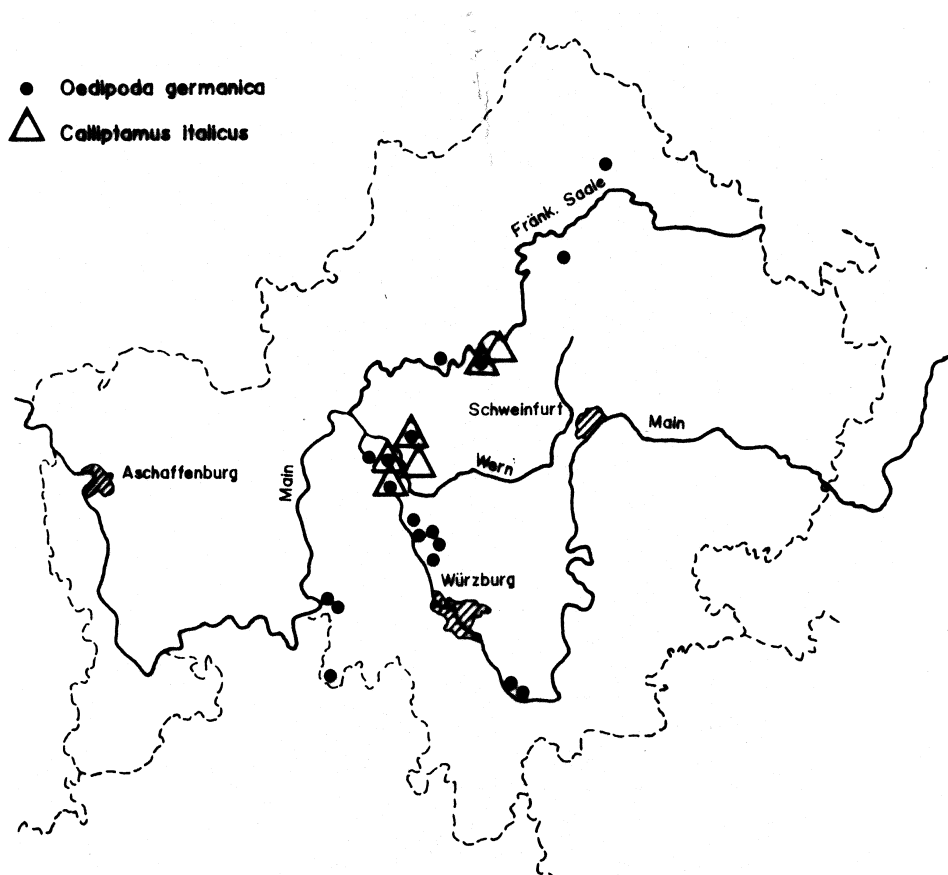 Oedipoda germanica
Calliptamus italicus
Fränk. Saale
Schweinfurt
Main
Aschaffenburg
Main
Wern
Würzburg